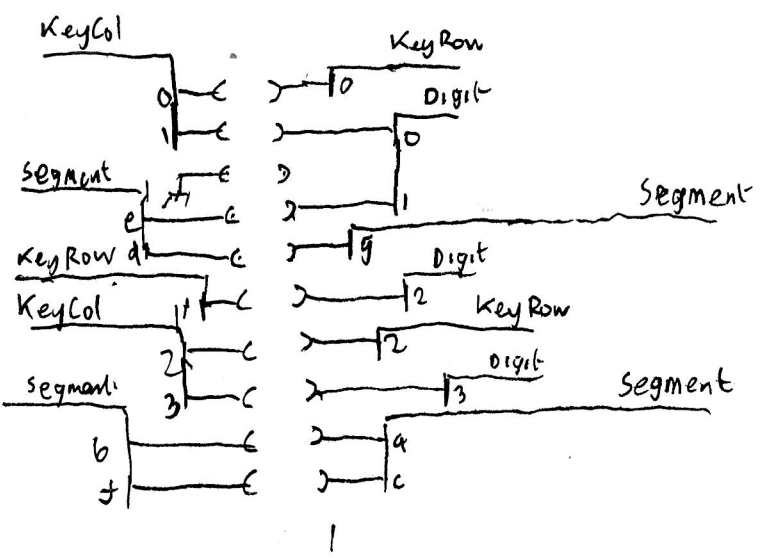 KeyCol
KeyRow
0
0
Digit
1
0
Segment
1
Segment
e
d
g
KeyRow
Digit
1
2
KeyCol
KeyRow
2
2
Digit
3
3
Segment
Segment
b
a
f
c
1